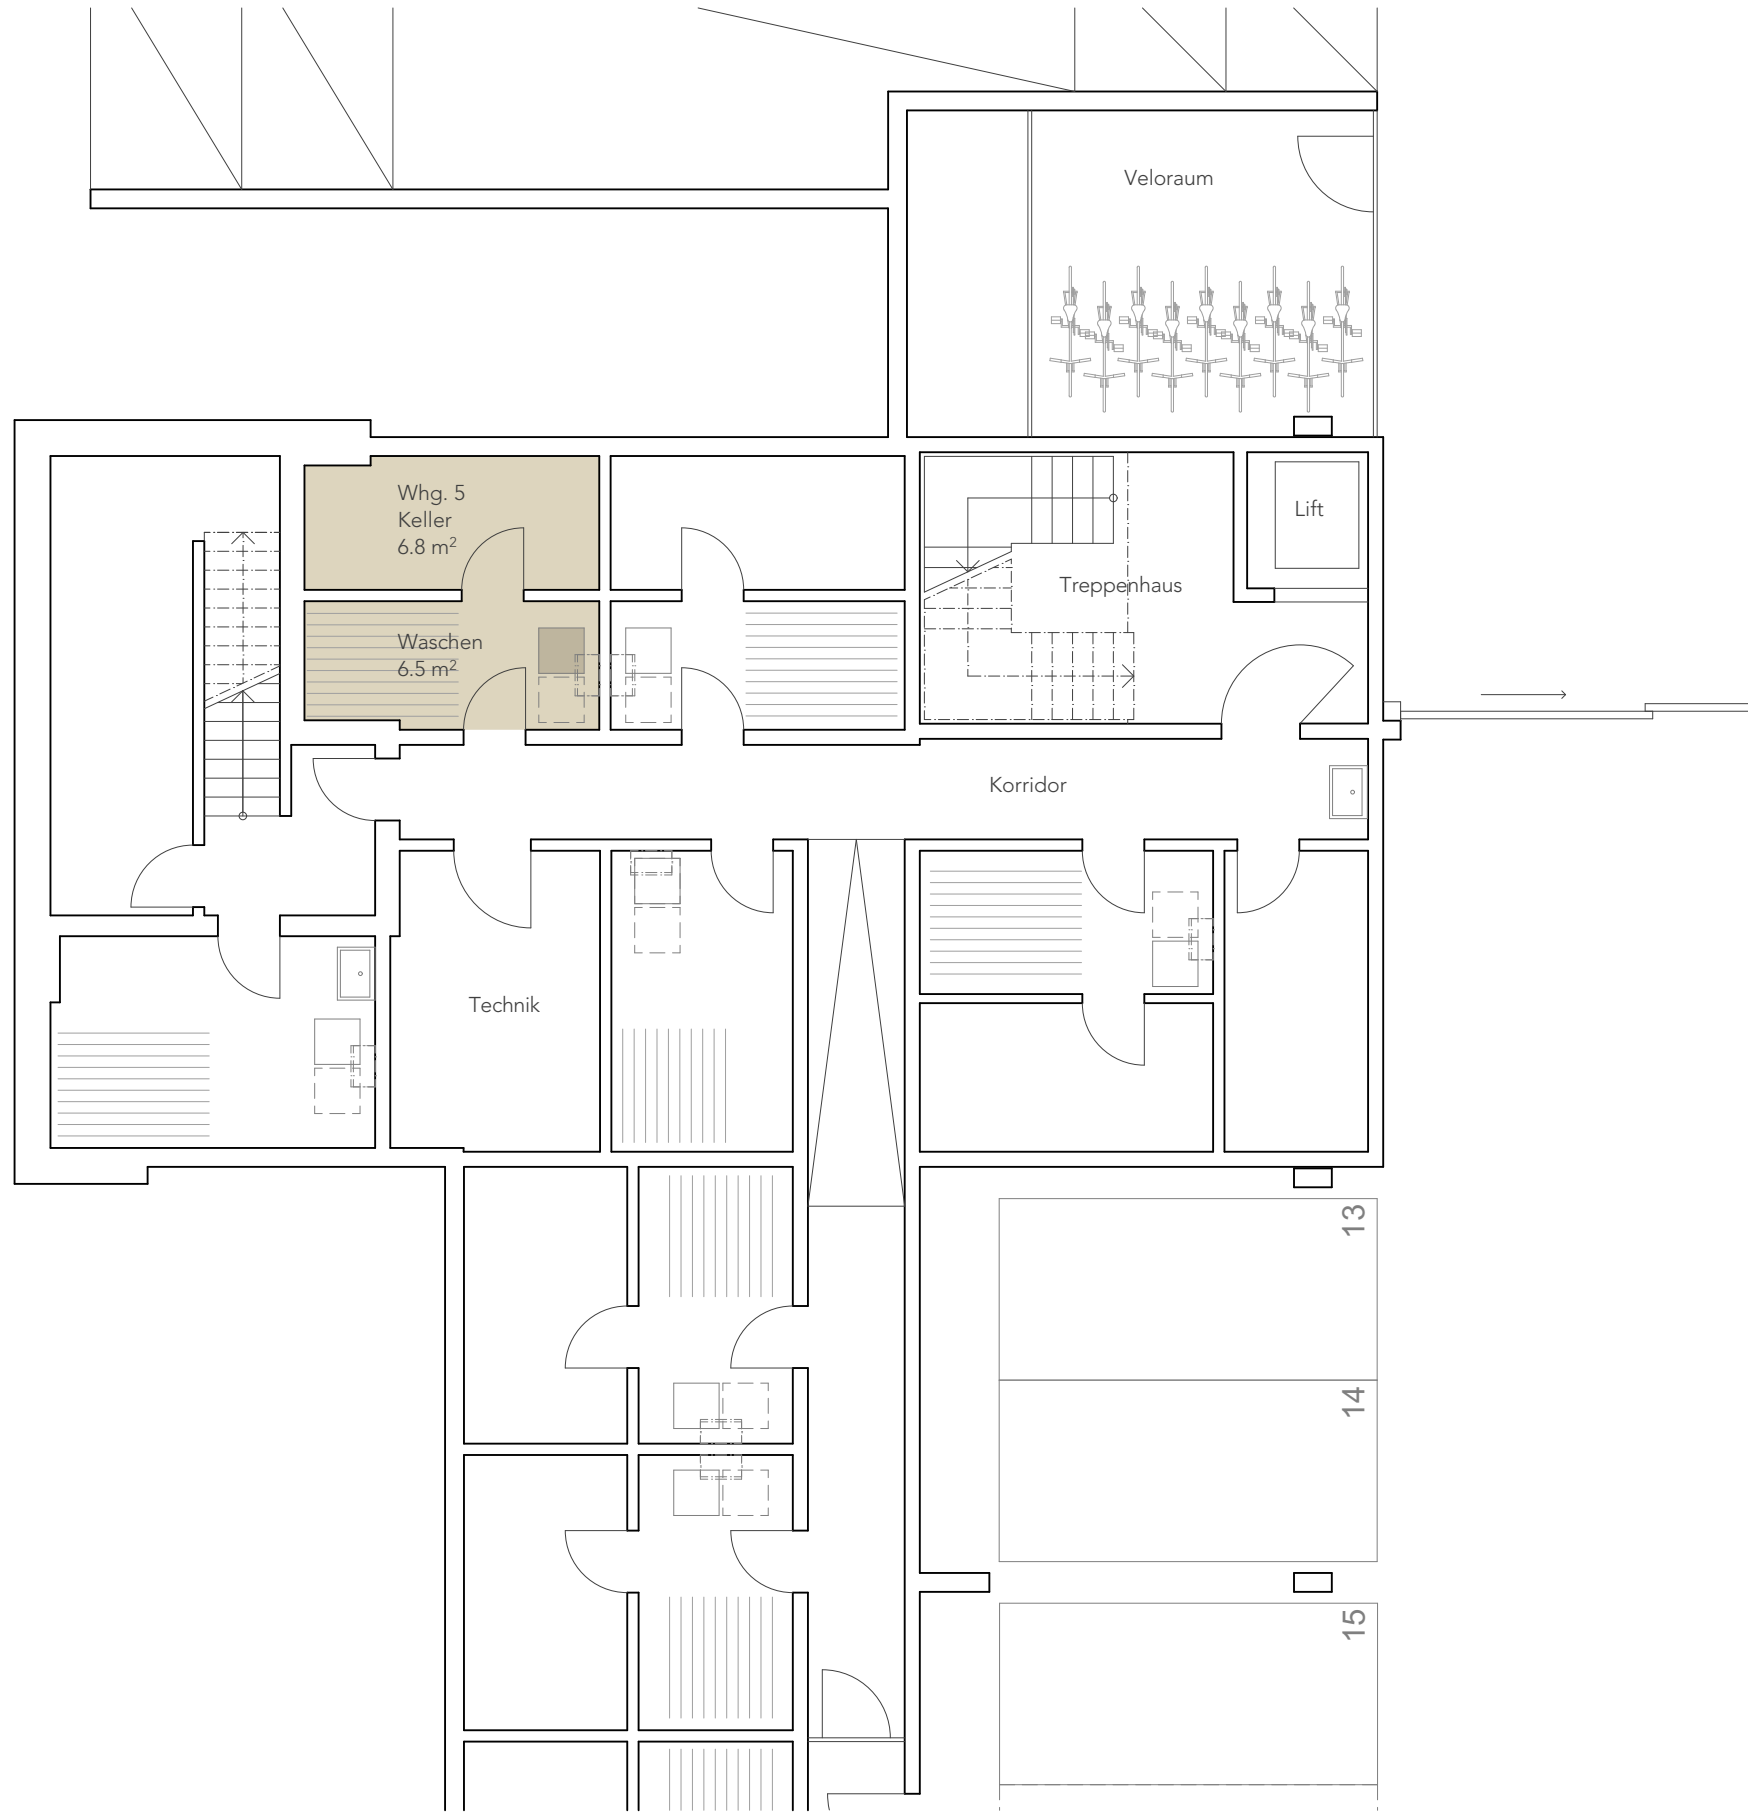 Veloraum
Whg. 5
Keller
6.8 m²
Lift
Treppenhaus
Waschen
6.5 m²
Korridor
Technik
13
14
15